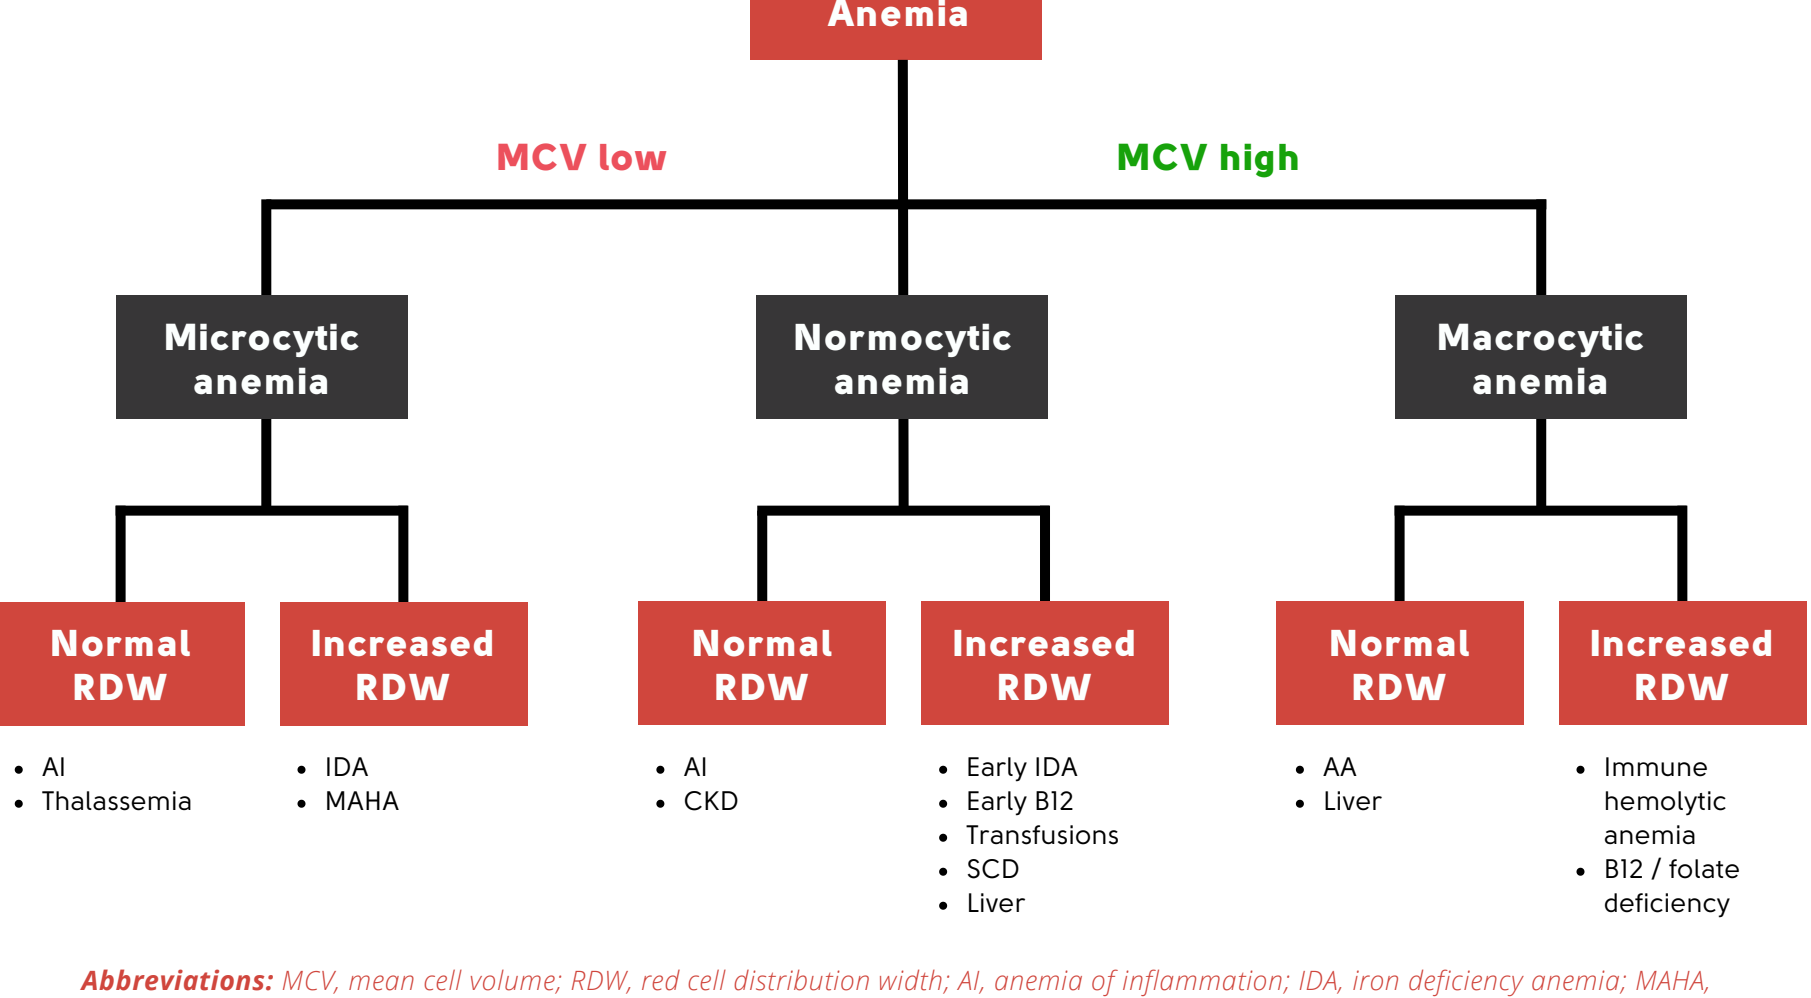 Anemia
MCV low
MCV high
Microcytic
anemia
Normocytic
anemia
Macrocytic
anemia
Normal
RDW
Increased
RDW
Normal
RDW
Increased
RDW
Normal
RDW
Increased
RDW
• AI
• Thalassemia
• IDA
• MAHA
• AI
• CKD
• Early IDA
• Early B12
• Transfusions
• SCD
• Liver
• AA
• Liver
• Immune
hemolytic
anemia
• B12 / folate
deficiency
Abbreviations: MCV, mean cell volume; RDW, red cell distribution width; AI, anemia of inflammation; IDA, iron deficiency anemia; MAHA,